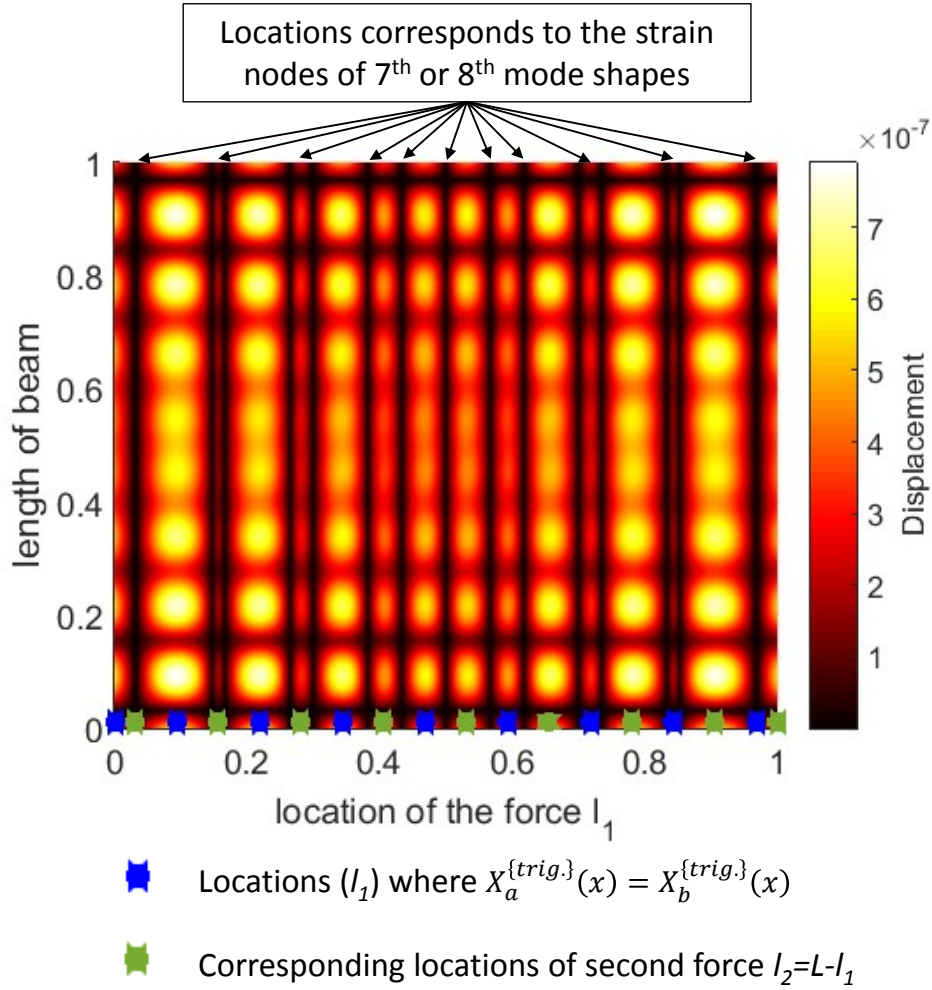 Locations corresponds to the strain
nodes of 7th or 8th mode shapes
×10-7
1
0.8
0.6
0.4
0.2
0
length of beam
7
6
5
4
3
2
1
Displacement
0 0.2 0.4 0.6 0.8 1
location of the force l1
Locations (l1) where Xa{trig.}(x) = Xb{trig.}(x)
Corresponding locations of second force l2=L-l1